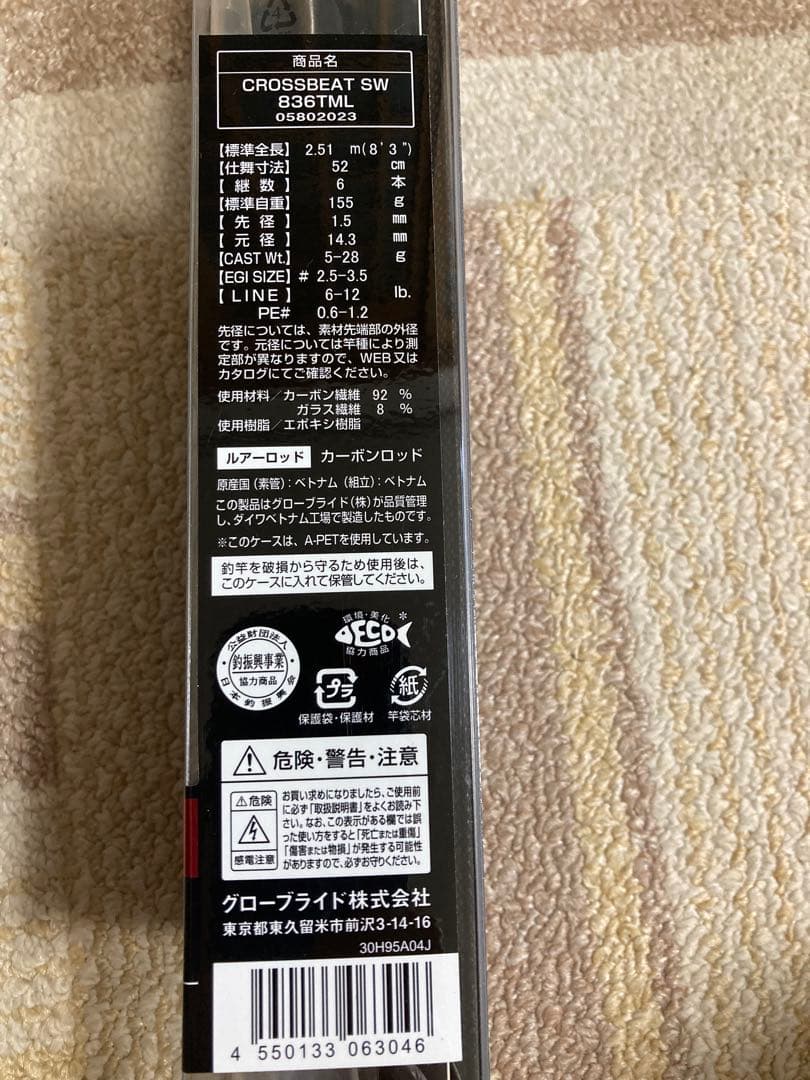 商品名
CROSSBEAT SW
836TML
05802023
【標準全長】 2.51 m(8'3")
【仕舞寸法】 52 cm
【 継 数 】 6 本
【標準自重】 155 g
【 先 径 】 1.5 mm
【 元 径 】 14.3 mm
【CAST Wt.】 5-28 g
【EGI SIZE】 # 2.5-3.5
【 LINE 】 6-12 lb.
PE# 0.6-1.2
先径については、素材先端部の外径
です。元径については竿種により測
定部が異なりますので、WEB又は
カタログにてご確認ください。
使用材料／カーボン繊維 92 %
ガラス繊維 8 %
使用樹脂／エポキシ樹脂
ルアーロッド カーボンロッド
原産国(素管):ベトナム(組立):ベトナム
この製品はグローブライド(株)が品質管理
し、ダイワベトナム工場で製造したものです。
※このケースは、A-PETを使用しています。
釣竿を破損から守るため使用後は、
このケースに入れて保管してください。
公益財団法人
釣振興事業
協力商品
日本釣振興会
環境・美化
ECO
協力商品
*
プラ
保護袋・保護材
紙
竿袋芯材
危険・警告・注意
危険
感電注意
お買い求めになりましたら、ご使用前
に必ず「取扱説明書」をよくお読み下
さい。なお、この表示がある欄では誤
った使い方をすると「死亡または重傷」
「傷害または物損」が発生する可能性
がありますので、必ずお守りください。
グローブライド株式会社
東京都東久留米市前沢3-14-16
30H95A04J
4 550133 063046